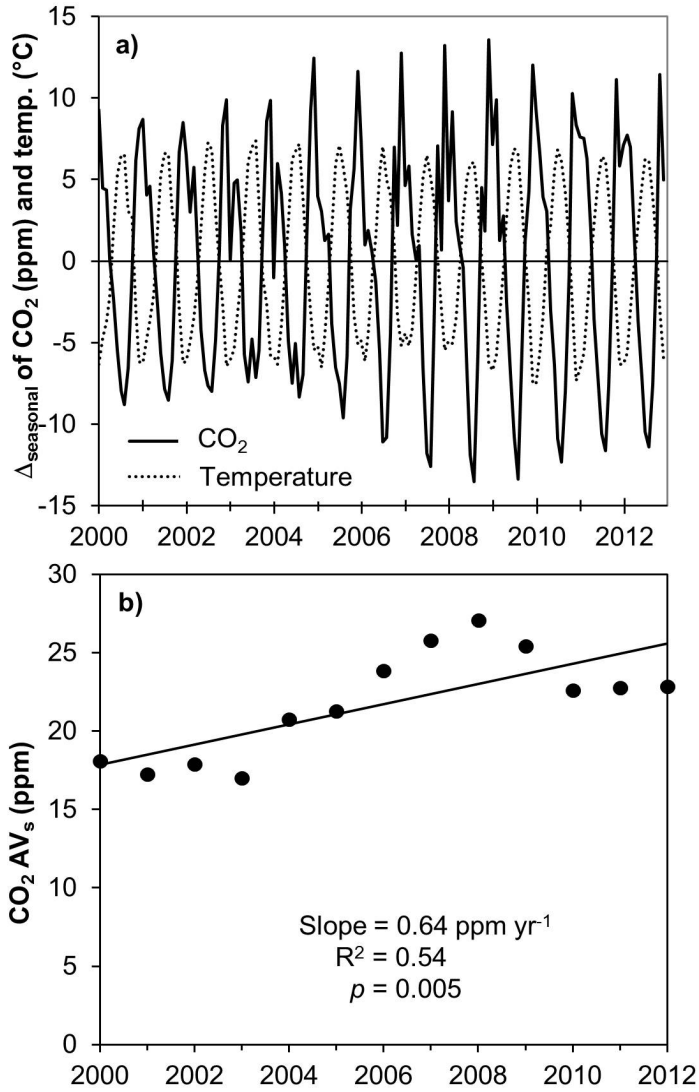 a)
Δseasonal of CO2 (ppm) and temp. (°C)
15
10
5
0
-5
-10
-15
CO2
Temperature
2000 2002 2004 2006 2008 2010 2012
b)
CO2 AVs (ppm)
30
25
20
15
10
5
0
Slope = 0.64 ppm yr-1
R2 = 0.54
p = 0.005
2000 2002 2004 2006 2008 2010 2012